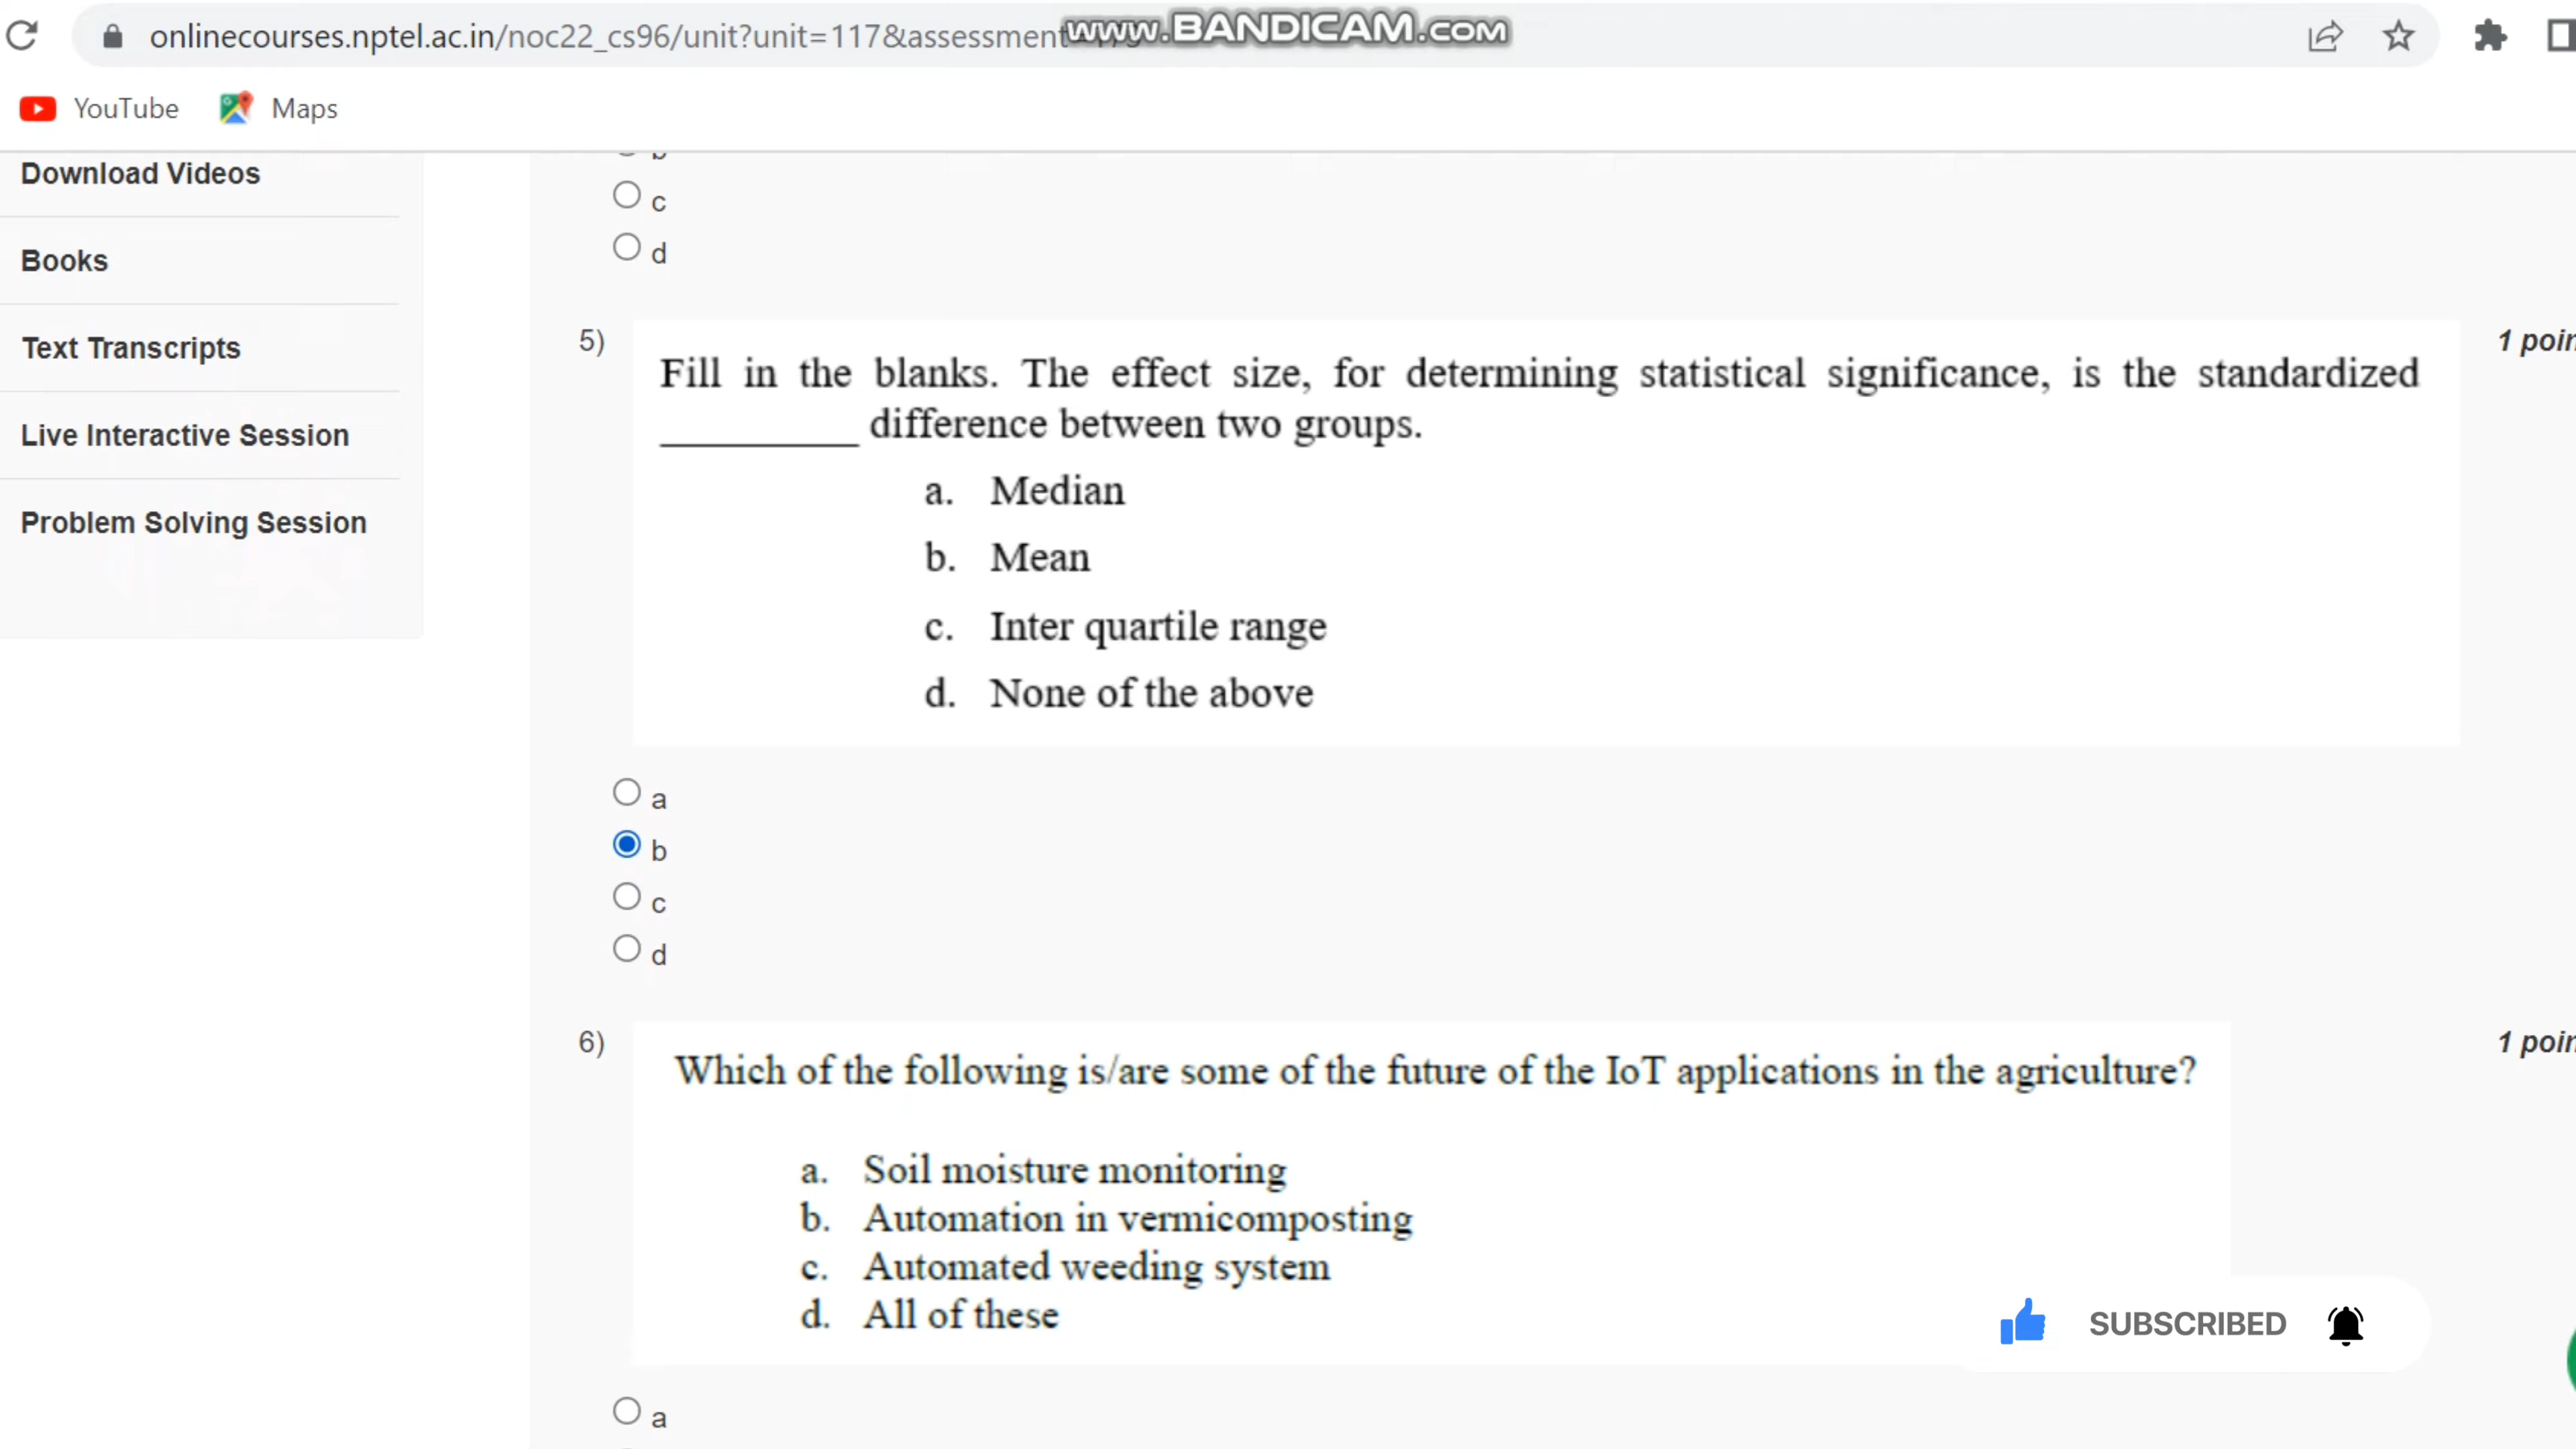 onlinecourses.nptel.ac.in/noc22_cs96/unit?unit=117&assessment
www.BANDICAM.com
YouTube Maps
Download Videos
Books
Text Transcripts
Live Interactive Session
Problem Solving Session
b
c
d
5)
1 poin
Fill in the blanks. The effect size, for determining statistical significance, is the standardized
__________ difference between two groups.
a. Median
b. Mean
c. Inter quartile range
d. None of the above
a
b
c
d
6)
1 poin
Which of the following is/are some of the future of the IoT applications in the agriculture?
a. Soil moisture monitoring
b. Automation in vermicomposting
c. Automated weeding system
d. All of these
SUBSCRIBED
a